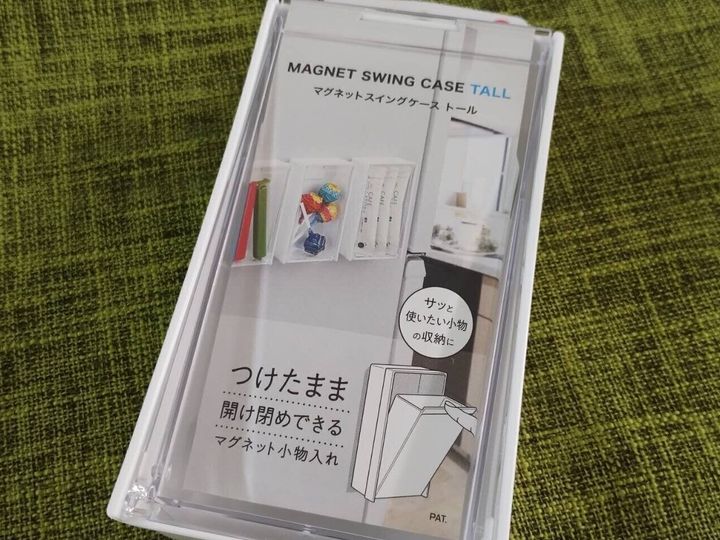 MAGNET SWING CASE TALL
マグネットスイングケース トール
サッと
使いたい小物
の収納に
つけたまま
開け閉めできる
マグネット小物入れ
PAT.